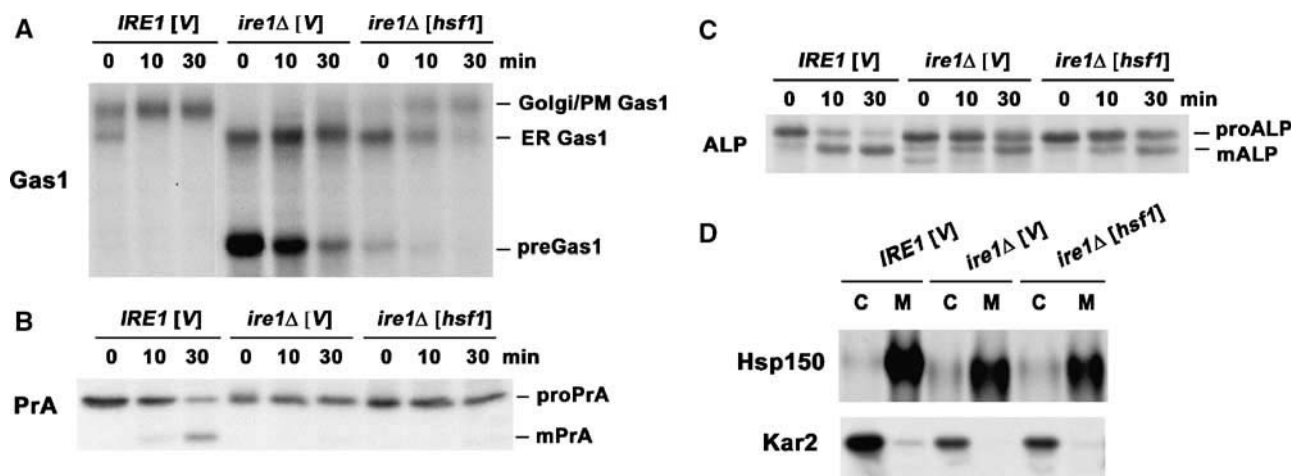 A
IRE1 [V] ire1Δ [V] ire1Δ [hsf1]
0 10 30 0 10 30 0 10 30 min
Golgi/PM Gas1
ER Gas1
Gas1
preGas1
B
IRE1 [V] ire1Δ [V] ire1Δ [hsf1]
0 10 30 0 10 30 0 10 30 min
PrA
proPrA
mPrA
C
IRE1 [V] ire1Δ [V] ire1Δ [hsf1]
0 10 30 0 10 30 0 10 30 min
ALP
proALP
mALP
D
IRE1 [V] ire1Δ [V] ire1Δ [hsf1]
C M C M C M
Hsp150
Kar2